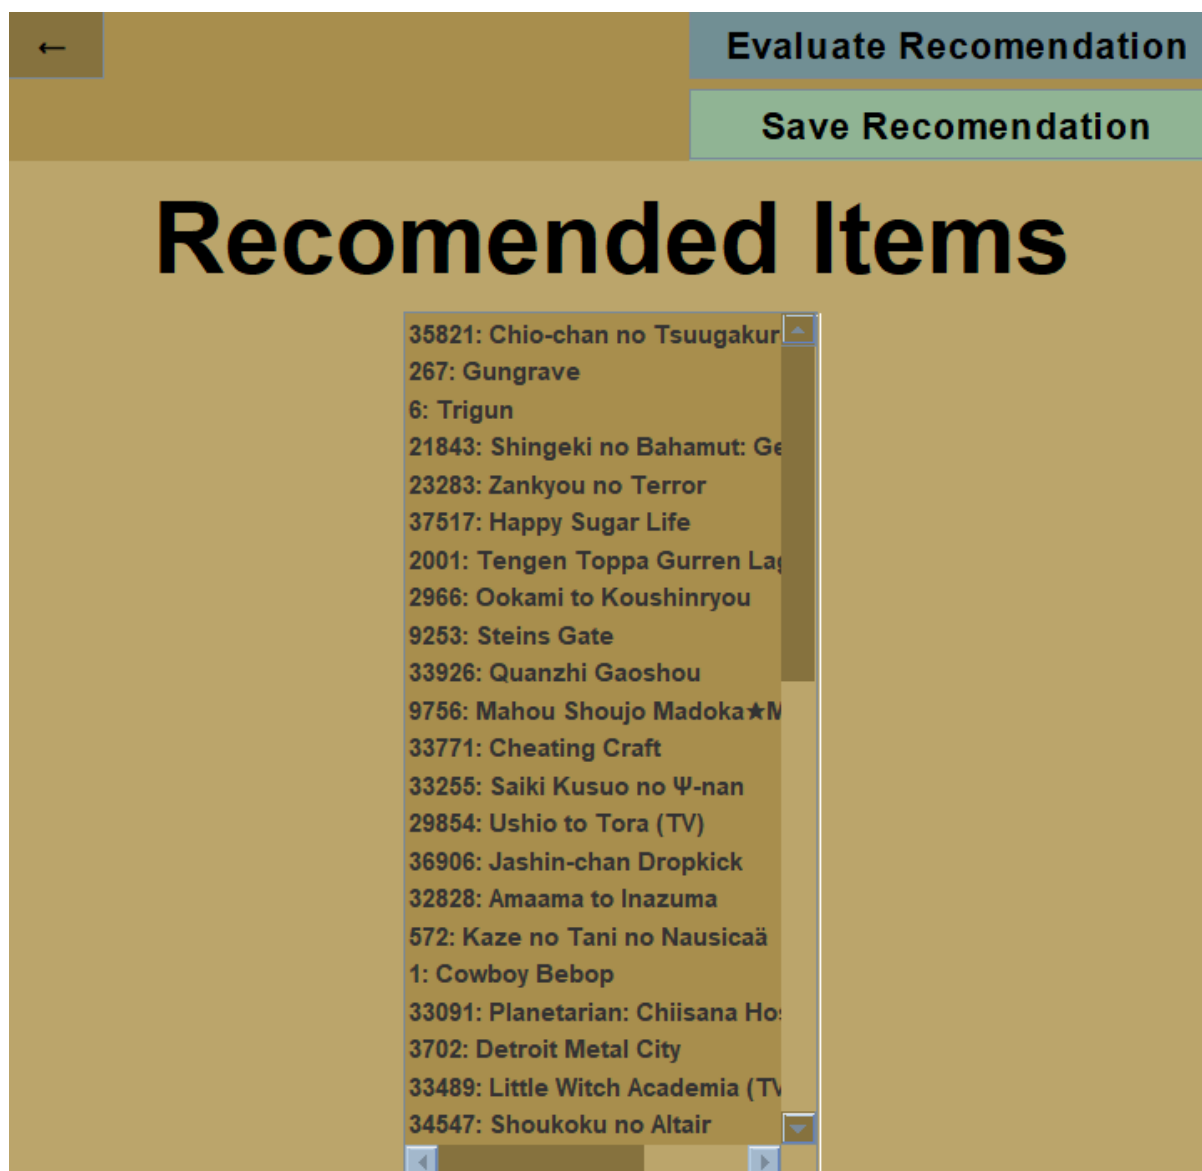 ←
Evaluate Recomendation
Save Recomendation
Recomended Items
35821: Chio-chan no Tsuugakur
267: Gungrave
6: Trigun
21843: Shingeki no Bahamut: Ge
23283: Zankyou no Terror
37517: Happy Sugar Life
2001: Tengen Toppa Gurren Lag
2966: Ookami to Koushinryou
9253: Steins Gate
33926: Quanzhi Gaoshou
9756: Mahou Shoujo Madoka★M
33771: Cheating Craft
33255: Saiki Kusuo no Ψ-nan
29854: Ushio to Tora (TV)
36906: Jashin-chan Dropkick
32828: Amaama to Inazuma
572: Kaze no Tani no Nausicaä
1: Cowboy Bebop
33091: Planetarian: Chiisana Hos
3702: Detroit Metal City
33489: Little Witch Academia (TV
34547: Shoukoku no Altair